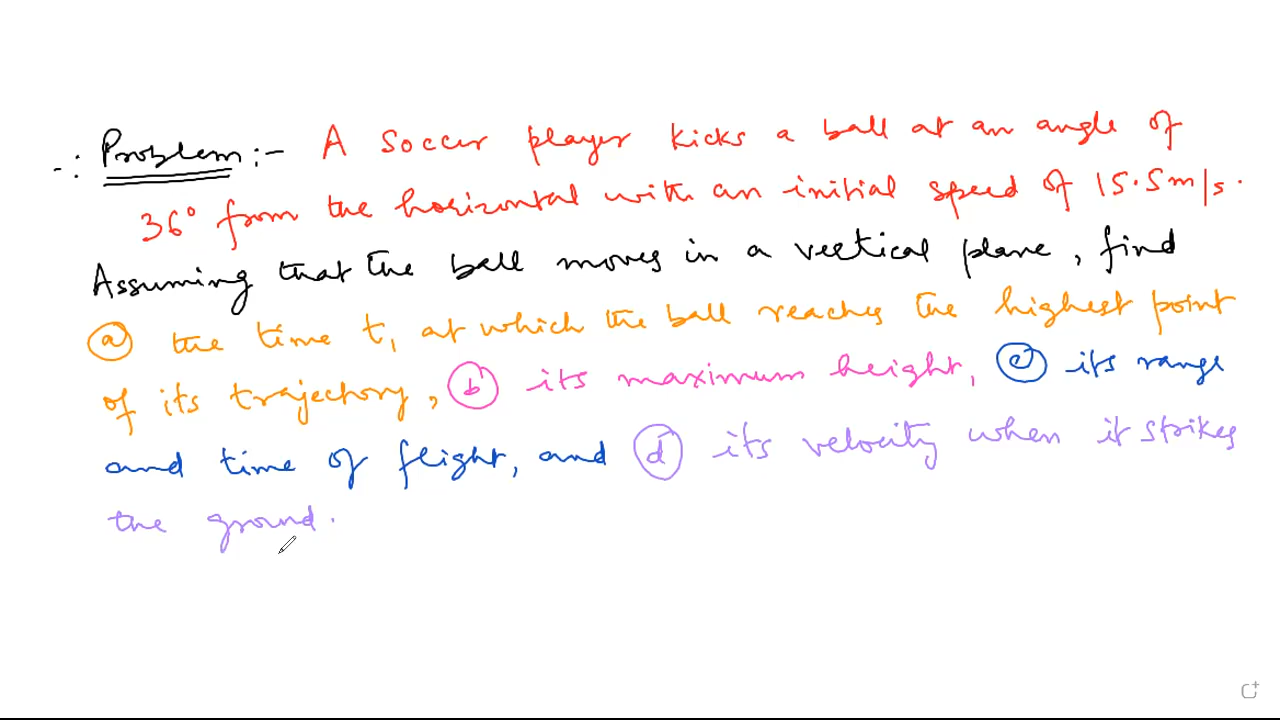 -: Problem :- A soccer player kicks a ball at an angle of
36° from the horizontal with an initial speed of 15.5m/s.
Assuming that the ball moves in a vertical plane, find
(a) the time t₁ at which the ball reaches the highest point
of its trajectory, (b) its maximum height, (c) its range
and time of flight, and (d) its velocity when it strikes
the ground.